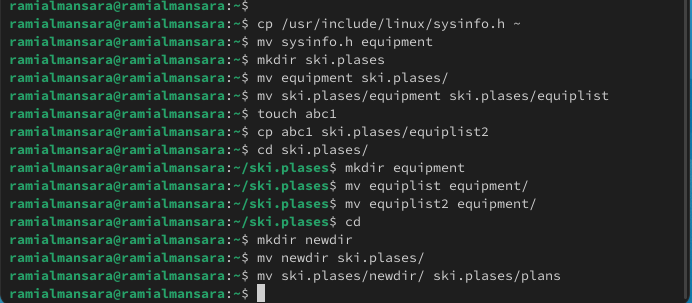 ramialmansara@ramialmansara:~$
ramialmansara@ramialmansara:~$ cp /usr/include/linux/sysinfo.h ~
ramialmansara@ramialmansara:~$ mv sysinfo.h equipment
ramialmansara@ramialmansara:~$ mkdir ski.plases
ramialmansara@ramialmansara:~$ mv equipment ski.plases/
ramialmansara@ramialmansara:~$ mv ski.plases/equipment ski.plases/equiplist
ramialmansara@ramialmansara:~$ touch abc1
ramialmansara@ramialmansara:~$ cp abc1 ski.plases/equiplist2
ramialmansara@ramialmansara:~$ cd ski.plases/
ramialmansara@ramialmansara:~/ski.plases$ mkdir equipment
ramialmansara@ramialmansara:~/ski.plases$ mv equiplist equipment/
ramialmansara@ramialmansara:~/ski.plases$ mv equiplist2 equipment/
ramialmansara@ramialmansara:~/ski.plases$ cd
ramialmansara@ramialmansara:~$ mkdir newdir
ramialmansara@ramialmansara:~$ mv newdir ski.plases/
ramialmansara@ramialmansara:~$ mv ski.plases/newdir/ ski.plases/plans
ramialmansara@ramialmansara:~$